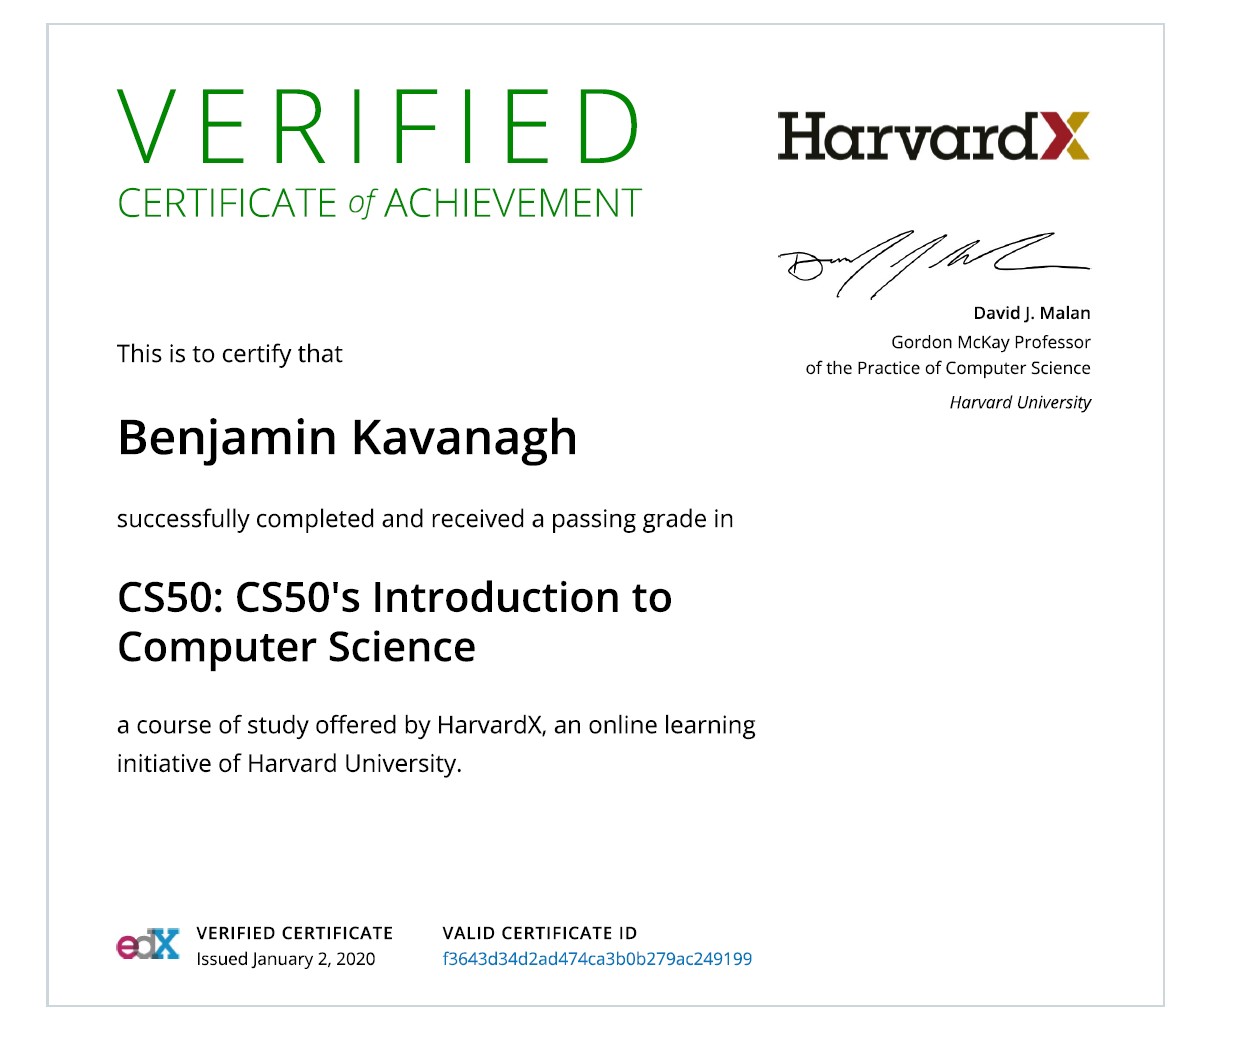 VERIFIED
CERTIFICATE of ACHIEVEMENT
HarvardX
David J. Malan
Gordon McKay Professor
of the Practice of Computer Science
Harvard University
This is to certify that
Benjamin Kavanagh
successfully completed and received a passing grade in
CS50: CS50's Introduction to
Computer Science
a course of study offered by HarvardX, an online learning
initiative of Harvard University.
edX
VERIFIED CERTIFICATE
Issued January 2, 2020
VALID CERTIFICATE ID
f3643d34d2ad474ca3b0b279ac249199